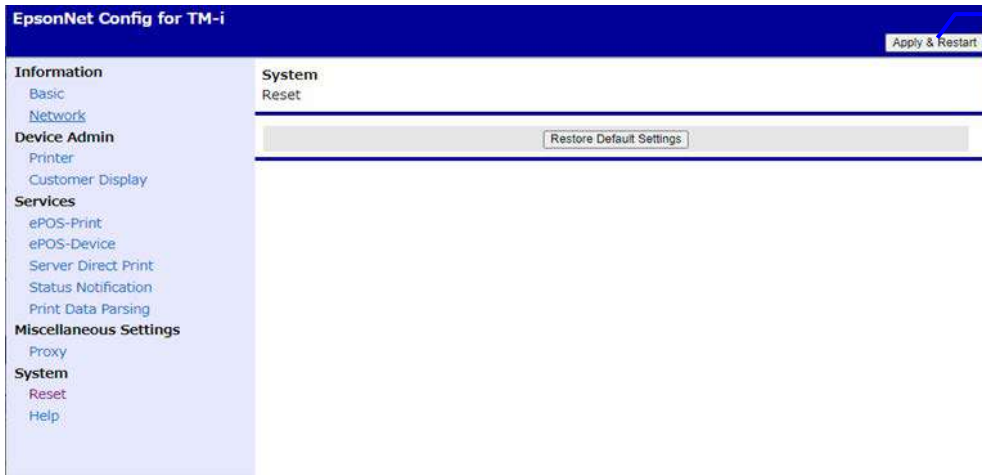 EpsonNet Config for TM-i
Apply & Restart
Information
Basic
Network
Device Admin
Printer
Customer Display
Services
ePOS-Print
ePOS-Device
Server Direct Print
Status Notification
Print Data Parsing
Miscellaneous Settings
Proxy
System
Reset
Help
System
Reset
Restore Default Settings